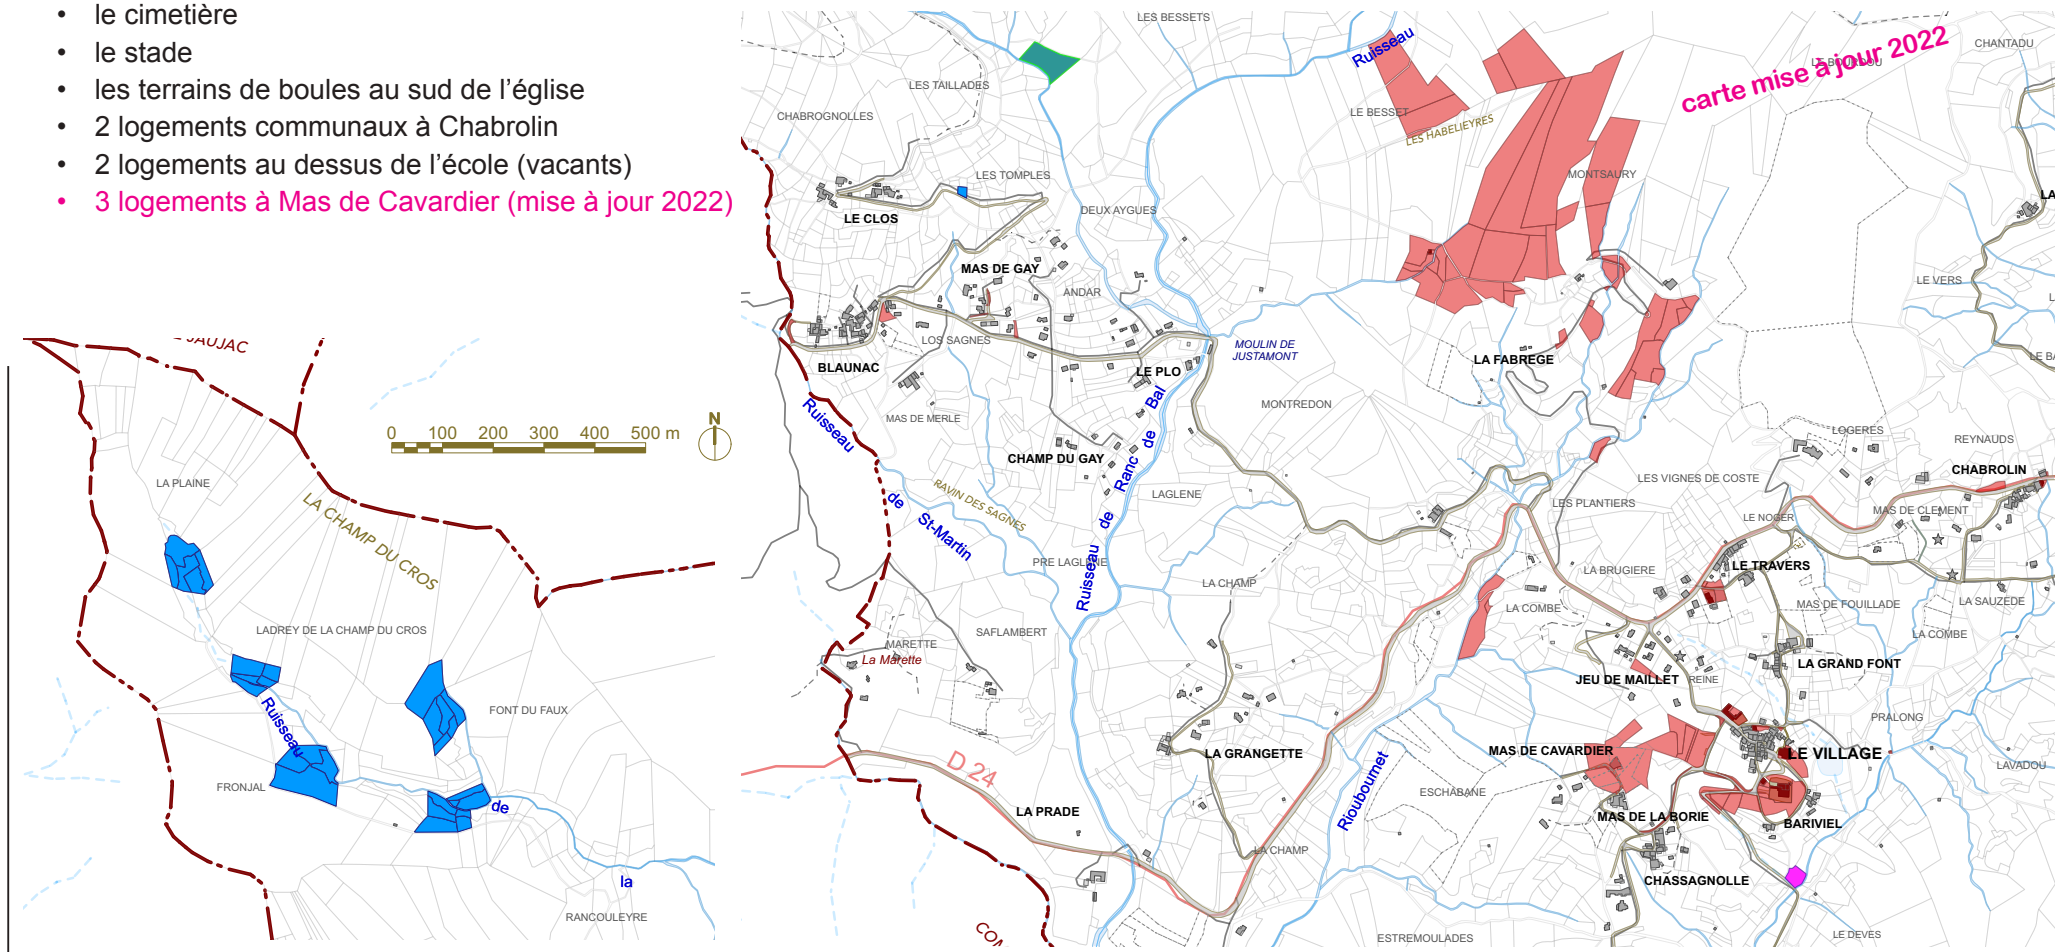 • le cimetière
• le stade
• les terrains de boules au sud de l'église
• 2 logements communaux à Chabrolin
• 2 logements au dessus de l'école (vacants)
• 3 logements à Mas de Cavardier (mise à jour 2022)
JAUJAC
0 100 200 300 400 500 m
N
LA PLAINE
LA CHAMP DU CROS
LADREY DE LA CHAMP DU CROS
FONT DU FAUX
Ruisseau
FRONJAL
de
la
RANCOULEYRE
carte mise à jour 2022
LES BESSETS
Ruisseau
CHANTADU
LE BOURDOU
LES TAILLADES
CHABROGNOLLES
LE BESSET
LES HABELIEYRES
LES TOMPLES
MONTSAURY
LE CLOS
DEUX AYGUES
LA
MAS DE GAY
ANDAR
LE VERS
LOS SAGNES
MOULIN DE
JUSTAMONT
LA FABREGE
BLAUNAC
LE PLO
Ruisseau
MAS DE MERLE
MONTREDON
LOGERES
REYNAUDS
CHAMP DU GAY
CHABROLIN
Ruisseau de Ranc de Bal
de St-Martin
RAVIN DES SAGNES
LAGLENE
LES VIGNES DE COSTE
LES PLANTIERS
LE NOGER
MAS DE CLEMENT
PRE LAGLENE
LA CHAMP
LA BRUGIERE
LE TRAVERS
LA COMBE
MAS DE FOUILLADE
LA SAUZEDE
LA COMBE
SAFLAMBERT
MARETTE
La Marette
LA GRAND FONT
JEU DE MAILLET
REINE
PRALONG
LA GRANGETTE
MAS DE CAVARDIER
LE VILLAGE
LAVADOU
D 24
Rioubournet
ESCHABANE
LA PRADE
MAS DE LA BORIE
BARIVIEL
LA CHAMP
CHASSAGNOLLE
ESTREMOULADES
LE DEVES